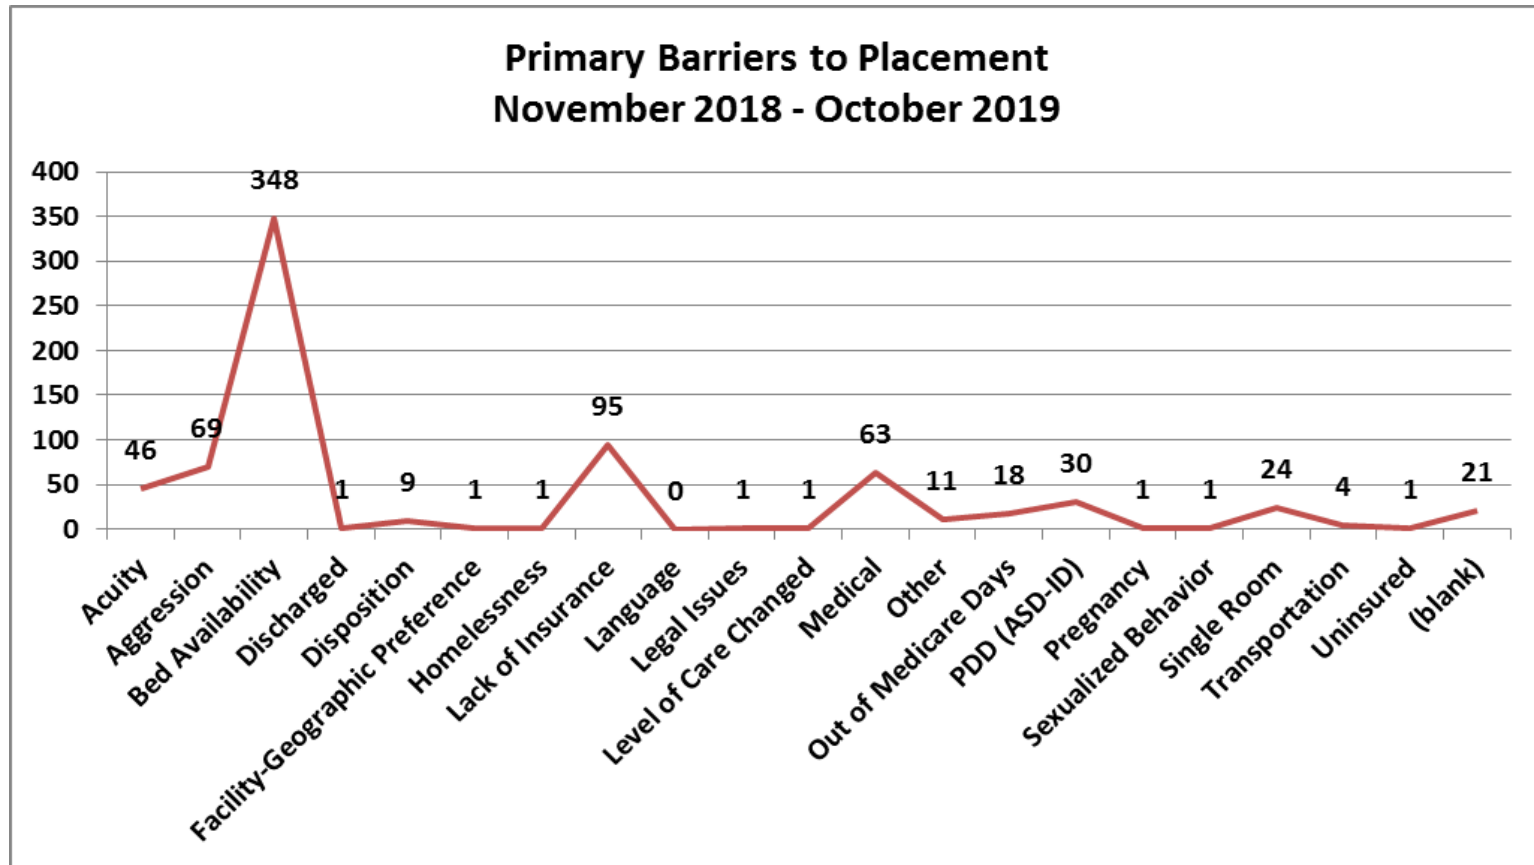 Primary Barriers to Placement
November 2018 - October 2019
400
350
300
250
200
150
100
50
0
46
69
348
1
9
1
1
95
0
1
1
63
11
18
30
1
1
24
4
1
21
Acuity
Aggression
Bed Availability
Discharged
Disposition
Facility-Geographic Preference
Homelessness
Lack of Insurance
Language
Legal Issues
Level of Care Changed
Medical
Other
Out of Medicare Days
PDD (ASD-ID)
Pregnancy
Sexualized Behavior
Single Room
Transportation
Uninsured
(blank)